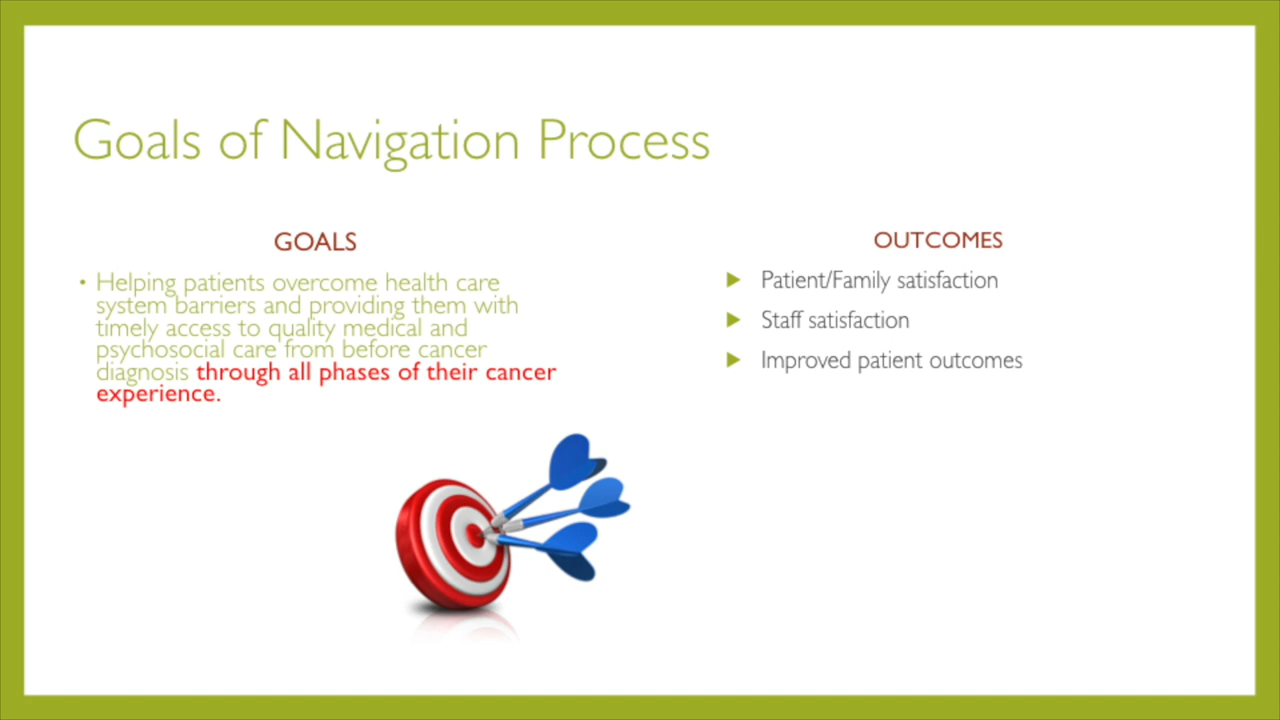 Goals of Navigation Process
GOALS
• Helping patients overcome health care
system barriers and providing them with
timely access to quality medical and
psychosocial care from before cancer
diagnosis through all phases of their cancer
experience.
OUTCOMES
Patient/Family satisfaction
Staff satisfaction
Improved patient outcomes